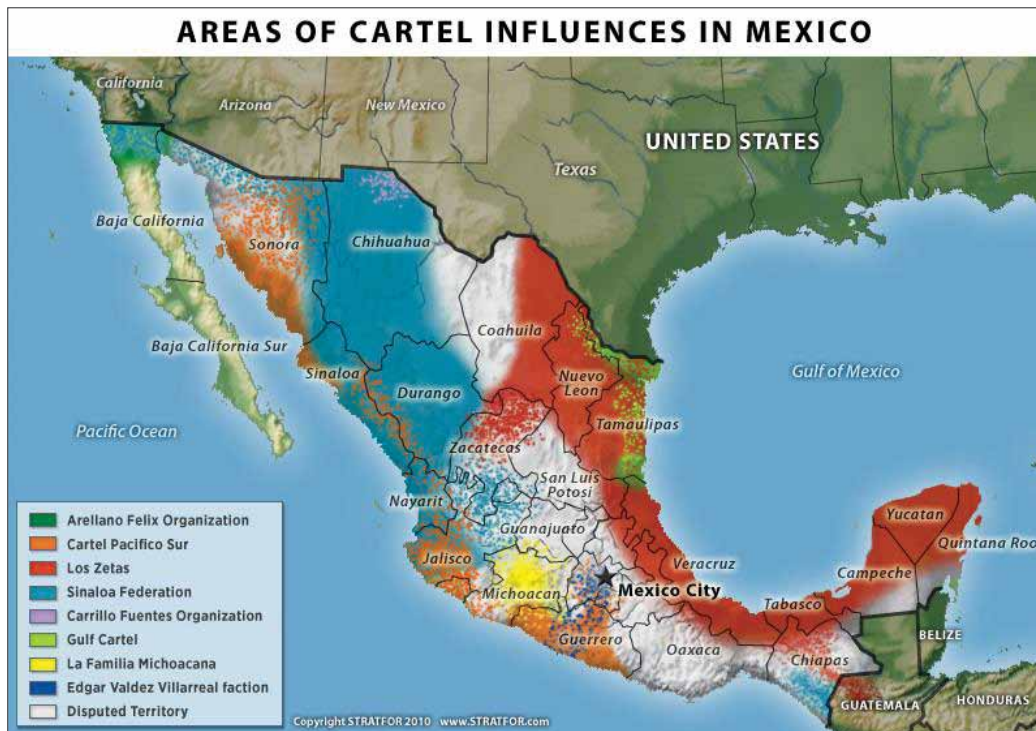 AREAS OF CARTEL INFLUENCES IN MEXICO
California
Arizona
New Mexico
UNITED STATES
Texas
Baja California
Sonora
Chihuahua
Coahuila
Baja California Sur
Sinaloa
Durango
Nuevo
Leon
Gulf of Mexico
Tamaulipas
Pacific Ocean
Zacatecas
San Luis
Potosi
Nayarit
Guanajuato
Yucatan
Quintana Roo
Jalisco
Veracruz
Campeche
Michoacan
Mexico City
Tabasco
Guerrero
Oaxaca
Chiapas
BELIZE
GUATEMALA
HONDURAS
Arellano Felix Organization
Cartel Pacifico Sur
Los Zetas
Sinaloa Federation
Carrillo Fuentes Organization
Gulf Cartel
La Familia Michoacana
Edgar Valdez Villarreal faction
Disputed Territory
Copyright STRATFOR 2010 www.STRATFOR.com